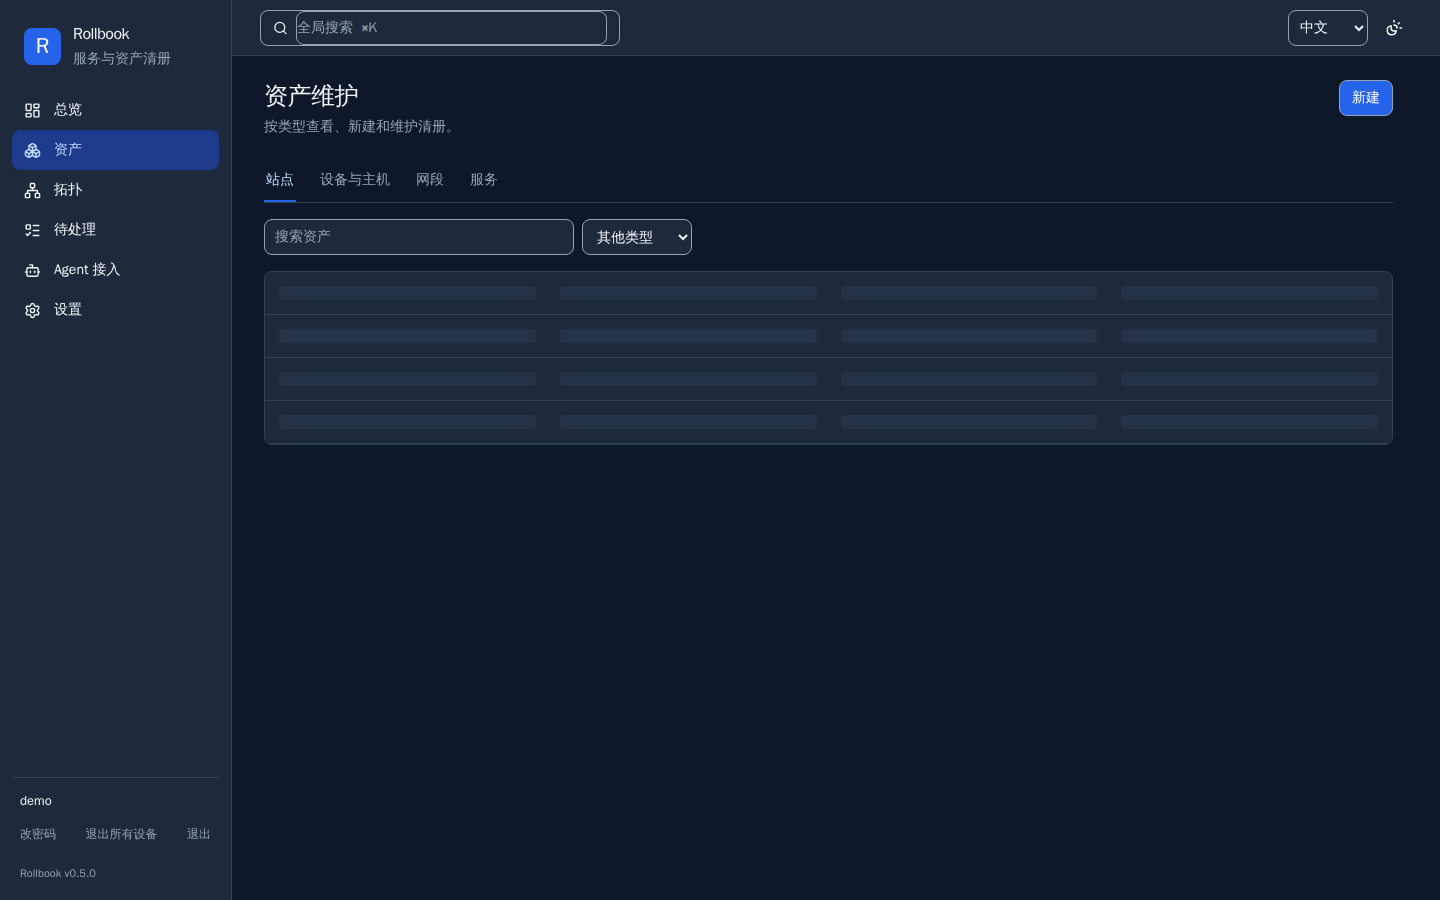 R
Rollbook
服务与资产清册
总览
资产
拓扑
待处理
Agent 接入
设置
demo
改密码 退出所有设备 退出
Rollbook v0.5.0
全局搜索 ⌘K
中文
资产维护
按类型查看、新建和维护清册。
新建
站点 设备与主机 网段 服务
搜索资产
其他类型